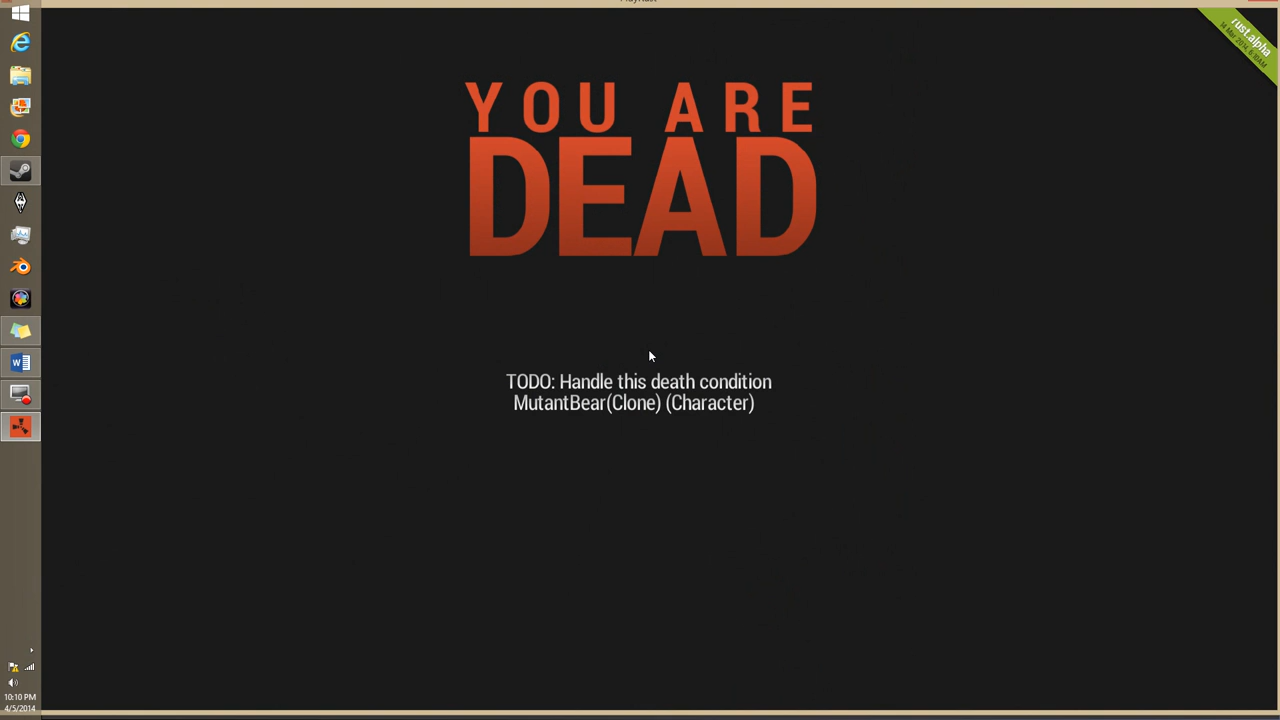 rust.alpha
YOU ARE
DEAD
TODO: Handle this death condition
MutantBear(Clone) (Character)
10:10 PM
4/5/2014